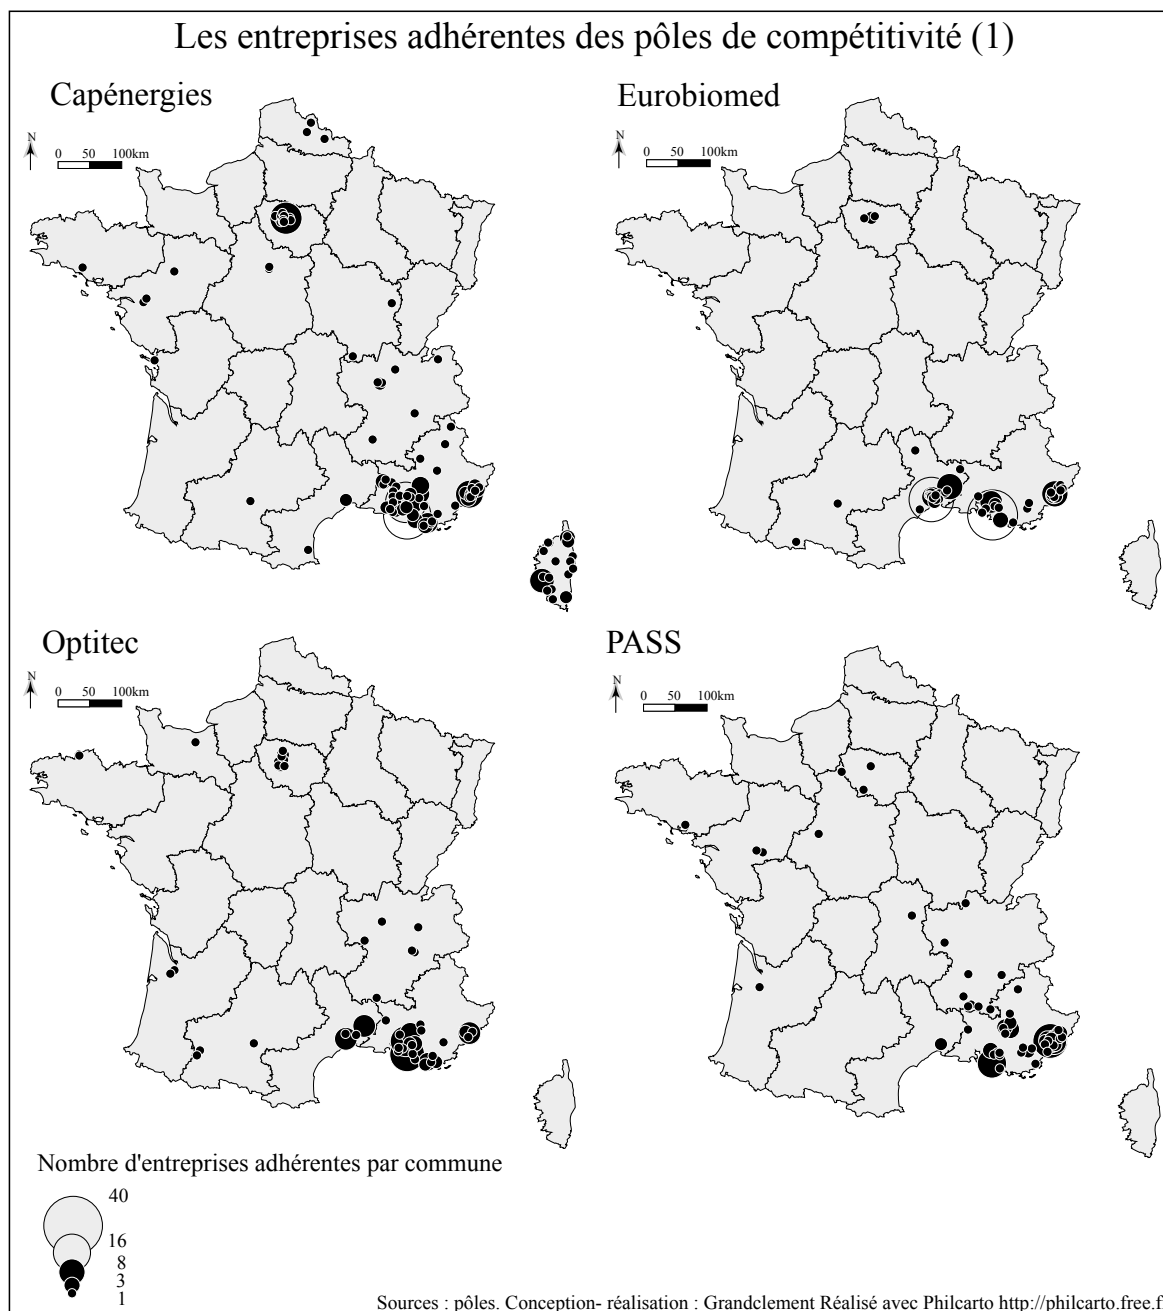 Les entreprises adhérentes des pôles de compétitivité (1)
Capénergies
N
0 50 100km
Eurobiomed
N
0 50 100km
Optitec
N
0 50 100km
PASS
N
0 50 100km
Nombre d'entreprises adhérentes par commune
40
16
8
3
1
Sources : pôles. Conception- réalisation : Grandclement Réalisé avec Philcarto http://philcarto.free.f